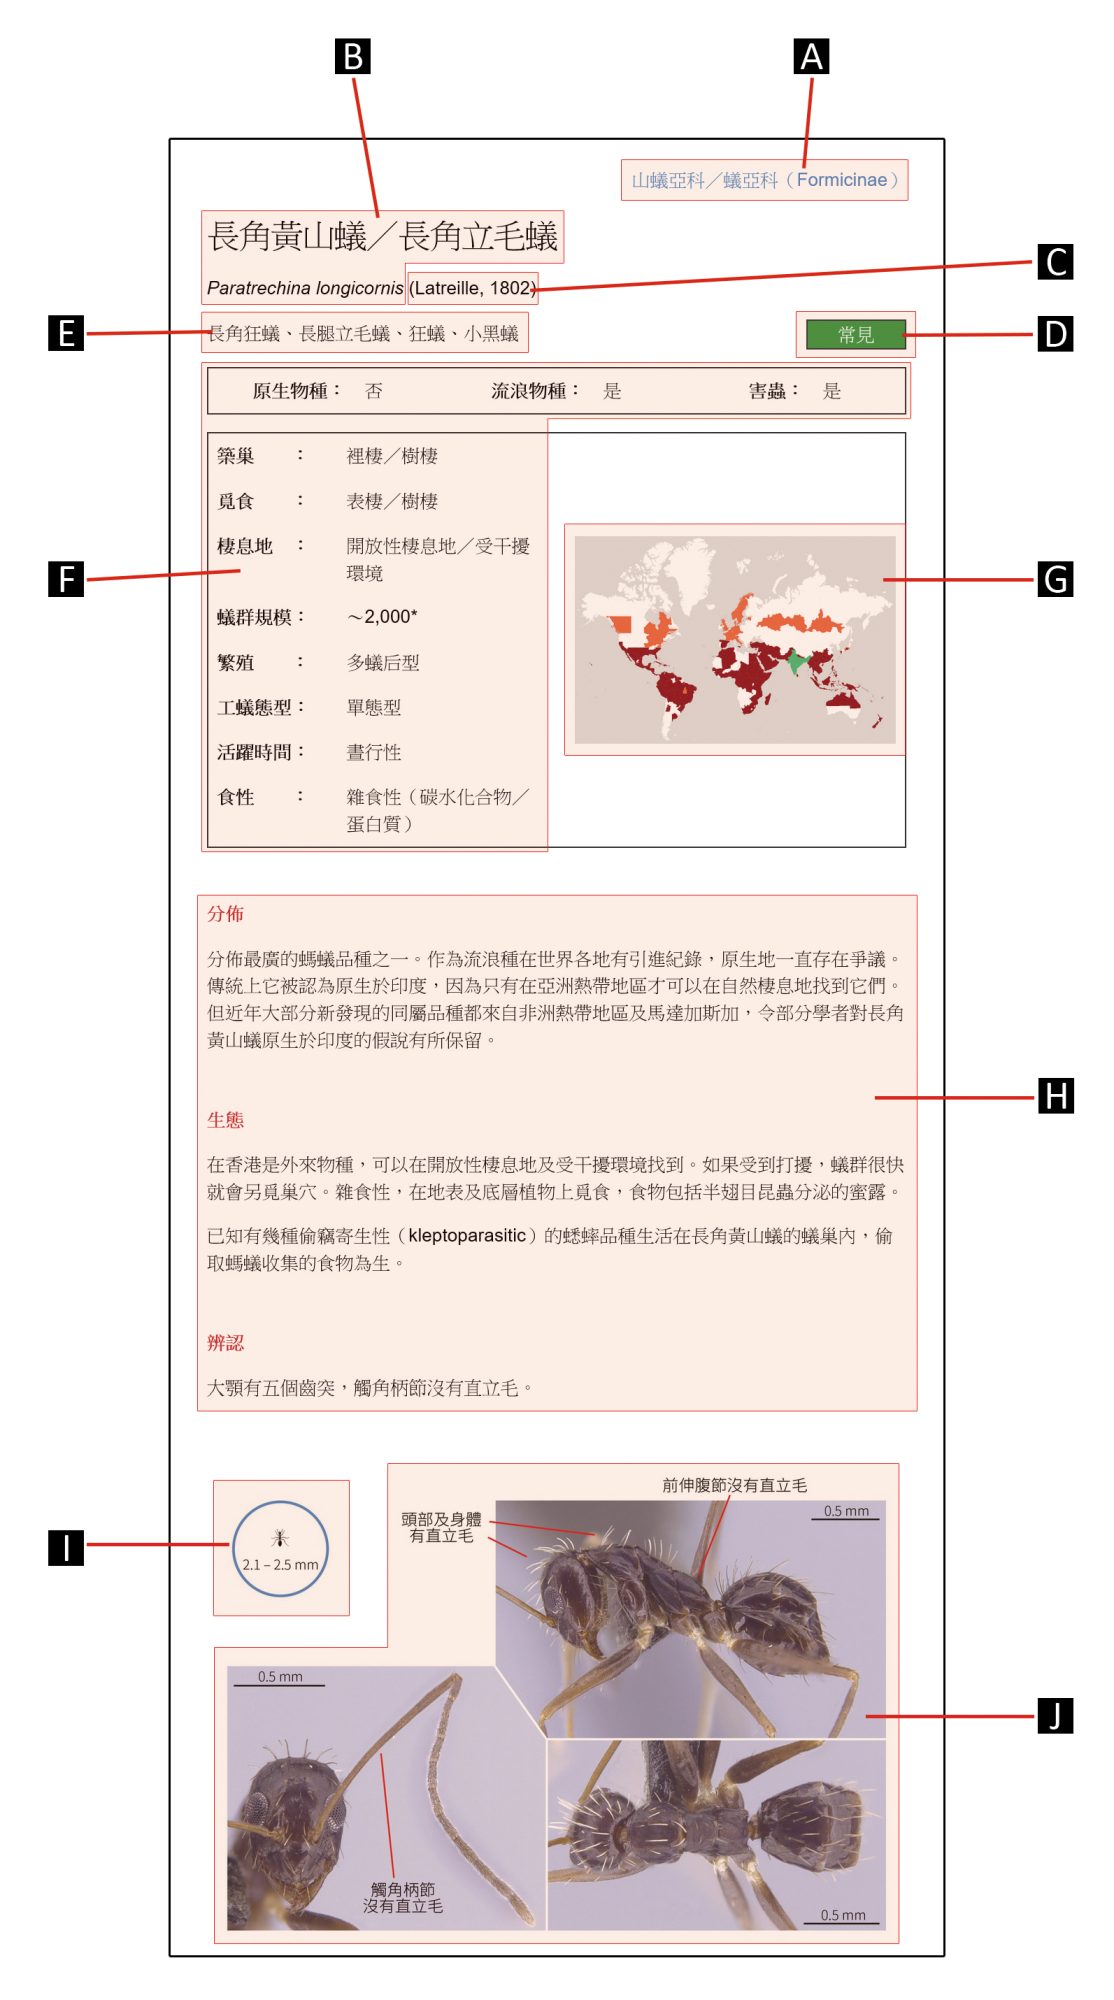 B
A
山蟻亞科／蟻亞科（Formicinae）
長角黃山蟻／長角立毛蟻
C
Paratrechina longicornis (Latreille, 1802)
E
長角狂蟻、長腿立毛蟻、狂蟻、小黑蟻
常見
D
原生物種： 否 流浪物種： 是 害蟲： 是
築巢 ： 裡棲／樹棲
覓食 ： 表棲／樹棲
棲息地 ： 開放性棲息地／受干擾
環境
F
G
蟻群規模： ～2,000*
繁殖 ： 多蟻后型
工蟻態型： 單態型
活躍時間： 晝行性
食性 ： 雜食性（碳水化合物／
蛋白質）
分佈
分佈最廣的螞蟻品種之一。作為流浪種在世界各地有引進紀錄，原生地一直存在爭議。
傳統上它被認為原生於印度，因為只有在亞洲熱帶地區才可以在自然棲息地找到它們。
但近年大部分新發現的同屬品種都來自非洲熱帶地區及馬達加斯加，令部分學者對長角
黃山蟻原生於印度的假說有所保留。
H
生態
在香港是外來物種，可以在開放性棲息地及受干擾環境找到。如果受到打擾，蟻群很快
就會另覓巢穴。雜食性，在地表及底層植物上覓食，食物包括半翅目昆蟲分泌的蜜露。
已知有幾種偷竊寄生性（kleptoparasitic）的蟋蟀品種生活在長角黃山蟻的蟻巢內，偷
取螞蟻收集的食物為生。
辨認
大顎有五個齒突，觸角柄節沒有直立毛。
前伸腹節沒有直立毛
頭部及身體
有直立毛
0.5 mm
I
2.1 – 2.5 mm
0.5 mm
J
觸角柄節
沒有直立毛
0.5 mm